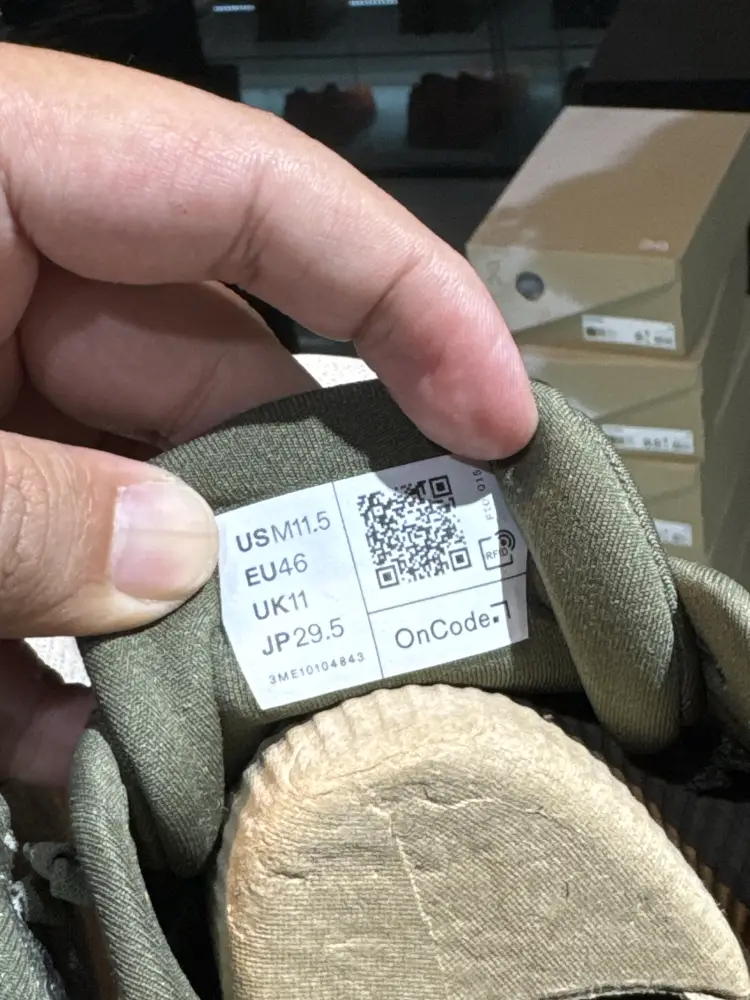 USM11.5
EU46
UK11
JP29.5
3ME10104843
RFID
OnCode